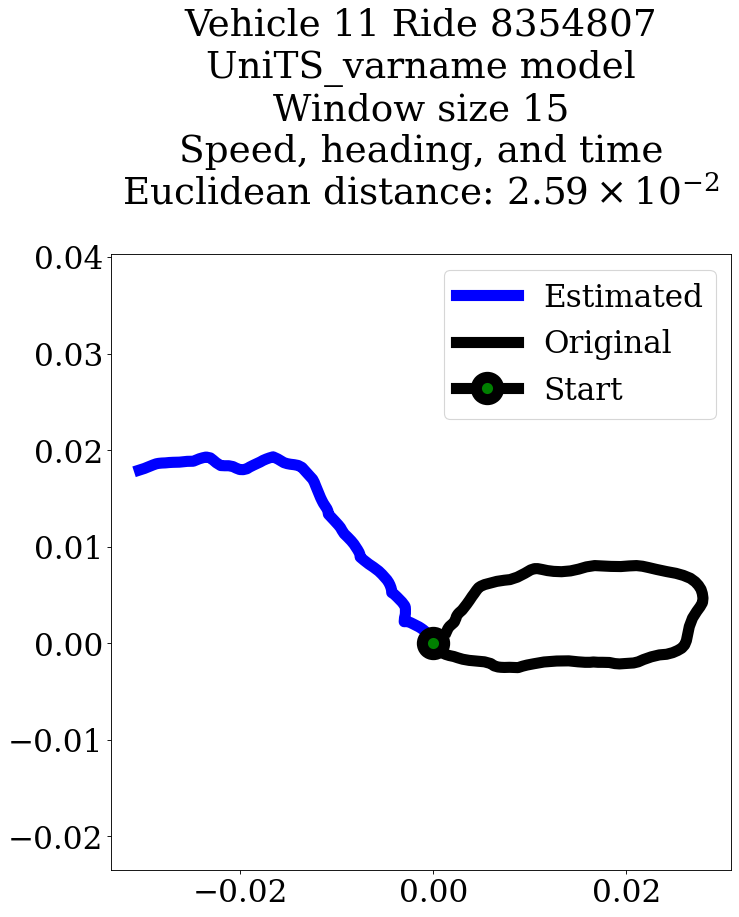 Vehicle 11 Ride 8354807
UniTS_varname model
Window size 15
Speed, heading, and time
Euclidean distance: 2.59 × 10⁻²
0.04
0.03
0.02
0.01
0.00
−0.01
−0.02
Estimated
Original
Start
−0.02 0.00 0.02